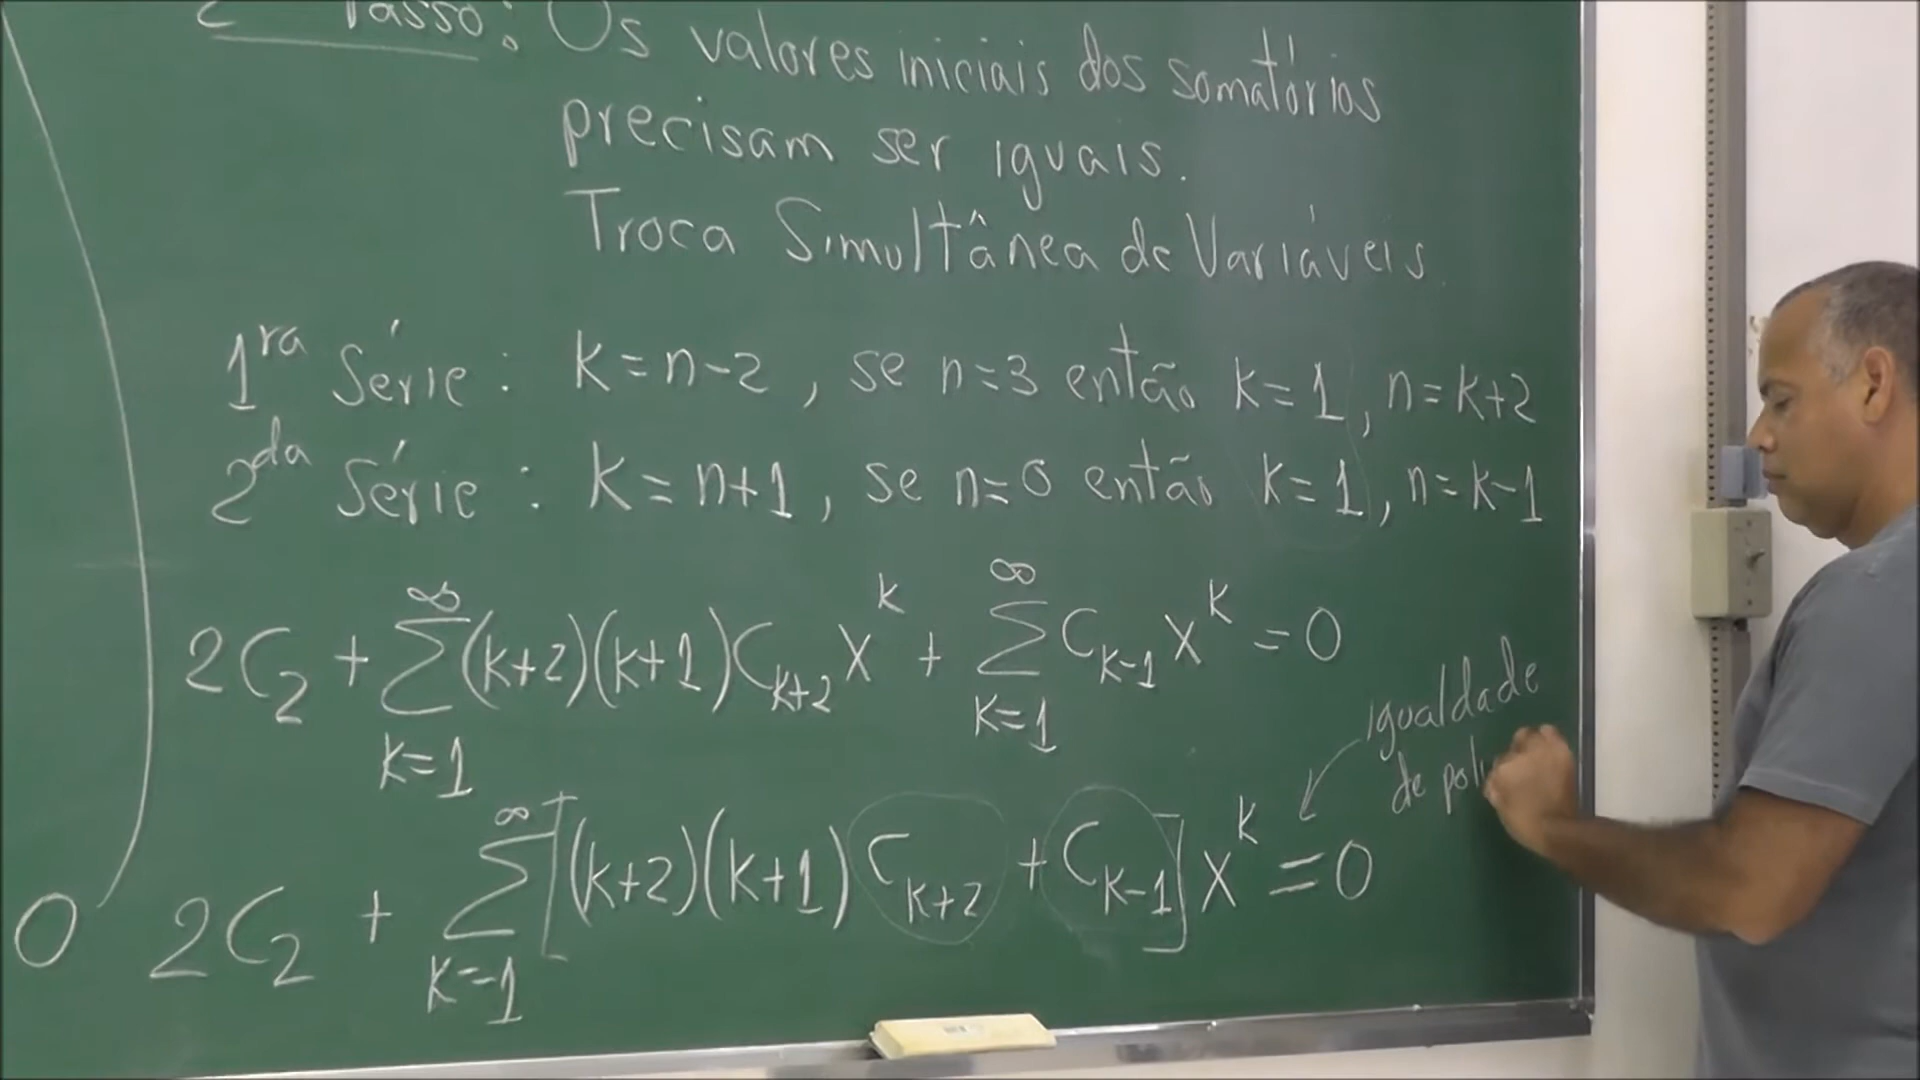 2º Passo: Os valores iniciais dos somatórios
precisam ser iguais.
Troca Simultânea de Variáveis
1ra Série: K=n-2, se n=3 então K=1, n=K+2
2da Série: K=n+1, se n=0 então K=1, n=K-1
2C₂ + ∑_{K=1}^{∞} (K+2)(K+1)C_{K+2} X^K + ∑_{K=1}^{∞} C_{K-1} X^K = 0
igualdade
de
2C₂ + ∑_{K=1}^{∞} [(K+2)(K+1)C_{K+2} + C_{K-1}] X^K = 0
0